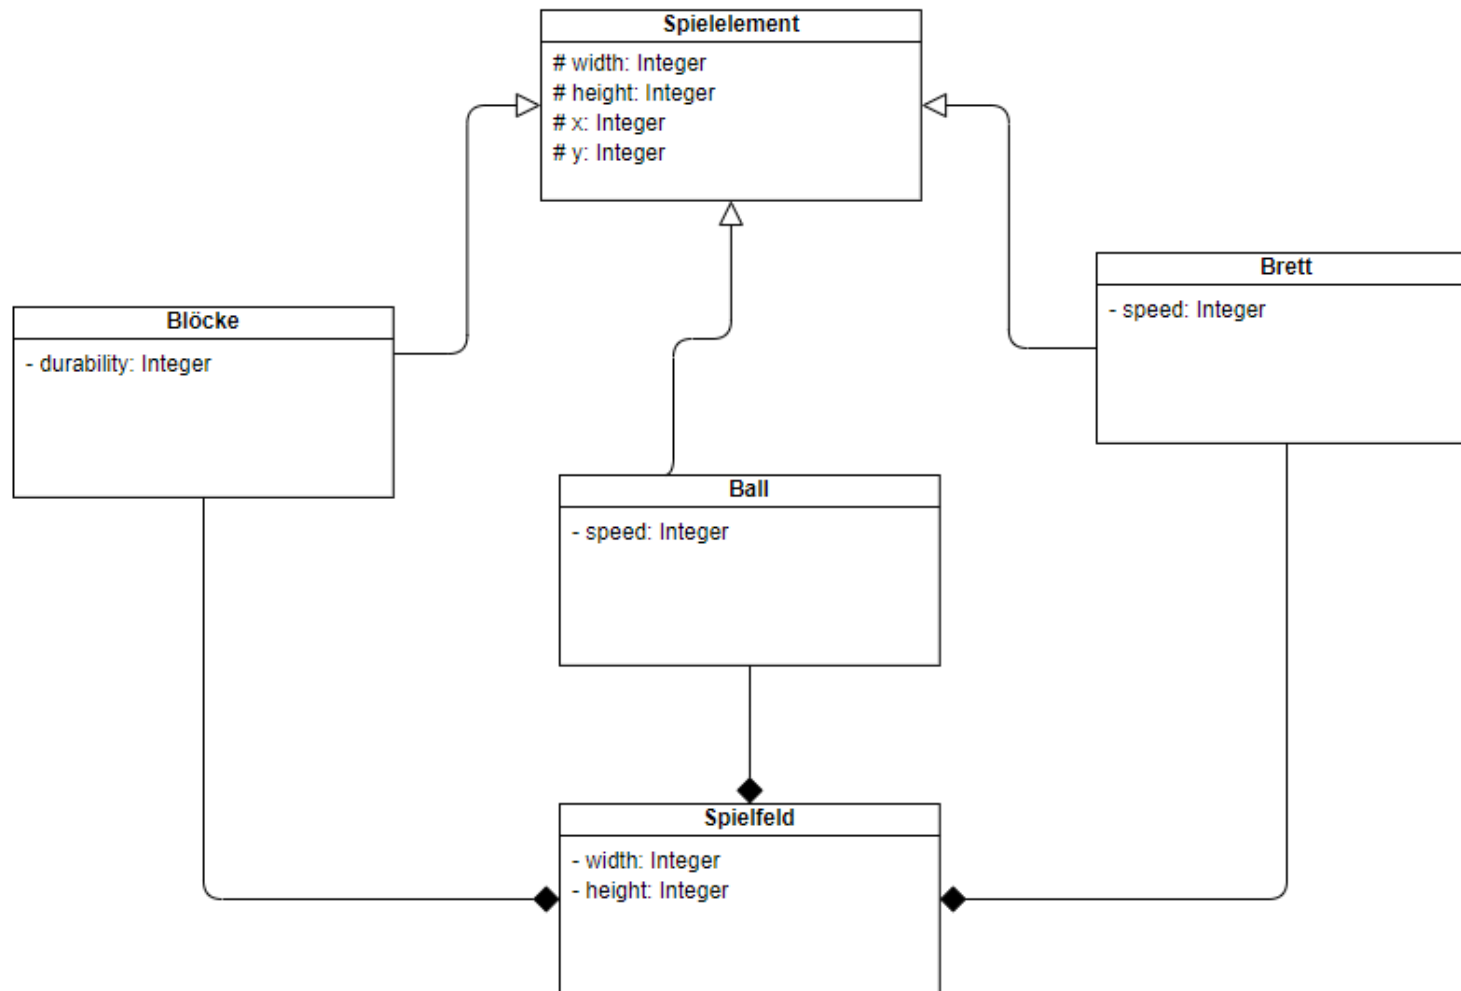 Spielelement
# width: Integer
# height: Integer
# x: Integer
# y: Integer
Brett
- speed: Integer
Blöcke
- durability: Integer
Ball
- speed: Integer
Spielfeld
- width: Integer
- height: Integer